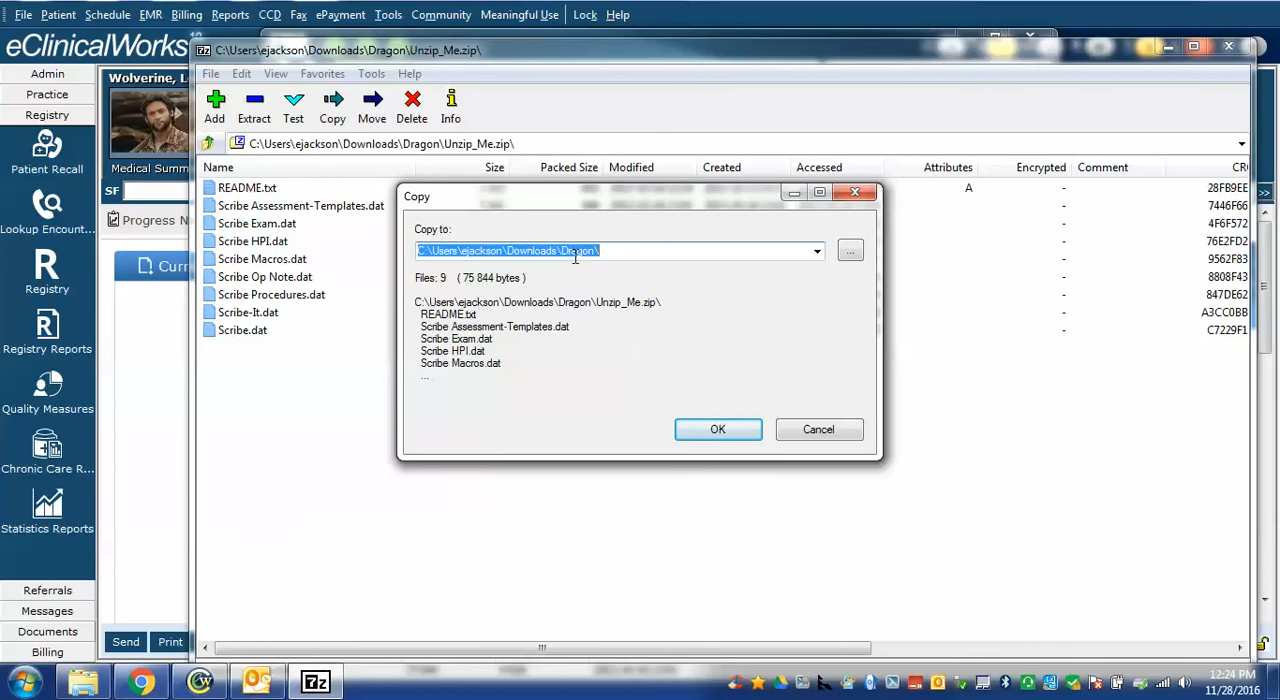 File Patient Schedule EMR Billing Reports CCD Fax ePayment Tools Community Meaningful Use Lock Help
eClinicalWorks
C:\Users\ejackson\Downloads\Dragon\Unzip_Me.zip\
Admin
Practice
Registry
Patient Recall
Lookup Encount...
Registry
Registry Reports
Quality Measures
Chronic Care R...
Statistics Reports
Referrals
Messages
Documents
Billing
Wolverine, L
Medical Summ
SF
Progress N
Curr
Send Print
File Edit View Favorites Tools Help
Add Extract Test Copy Move Delete Info
C:\Users\ejackson\Downloads\Dragon\Unzip_Me.zip\
Name Size Packed Size Modified Created Accessed Attributes Encrypted Comment CR
README.txt A - 28FB9EE
Scribe Assessment-Templates.dat - 7446F66
Scribe Exam.dat - 4F6F572
Scribe HPI.dat - 76E2FD2
Scribe Macros.dat - 9562F83
Scribe Op Note.dat - 8808F43
Scribe Procedures.dat - 847DE62
Scribe-It.dat - A3CC0BB
Scribe.dat - C7229F1
Copy
Copy to:
C:\Users\ejackson\Downloads\Dragon\
...
Files: 9 ( 75 844 bytes )
C:\Users\ejackson\Downloads\Dragon\Unzip_Me.zip\
README.txt
Scribe Assessment-Templates.dat
Scribe Exam.dat
Scribe HPI.dat
Scribe Macros.dat
...
OK Cancel
>>
7z
12:24 PM
11/28/2016